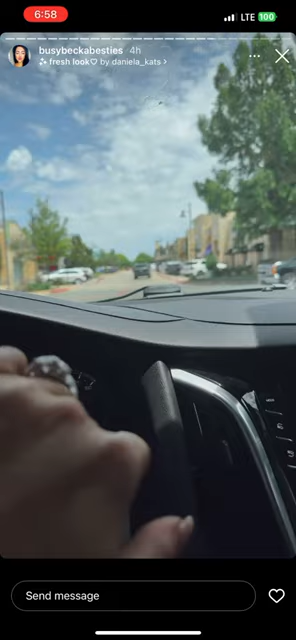 6:58
LTE 100
busybeckabesties 4h
fresh look♡ by daniela_kats >
Send message